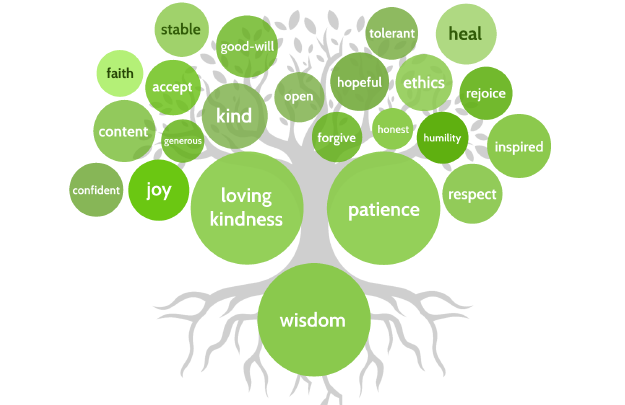 stable
tolerant
heal
good-will
faith
accept
open
hopeful
ethics
rejoice
content
generous
kind
forgive
honest
humility
inspired
confident
joy
loving
kindness
patience
respect
wisdom